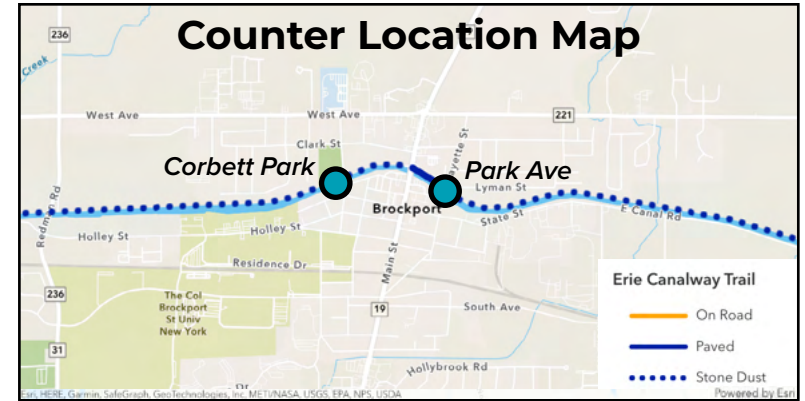 Counter Location Map
236
Creek
West Ave
West Ave
221
Clark St
Corbett Park
Park Ave
Lyman St
Brockport
State St
E Canal Rd
Redman Rd
Holley St
Holley St
Residence Dr
Main St
236
The Col
Brockport
St Univ
New York
19
South Ave
31
Hollybrook Rd
Erie Canalway Trail
On Road
Paved
Stone Dust
Esri, HERE, Garmin, SafeGraph, GeoTechnologies, Inc, METI/NASA, USGS, EPA, NPS, USDA
Powered by Esri